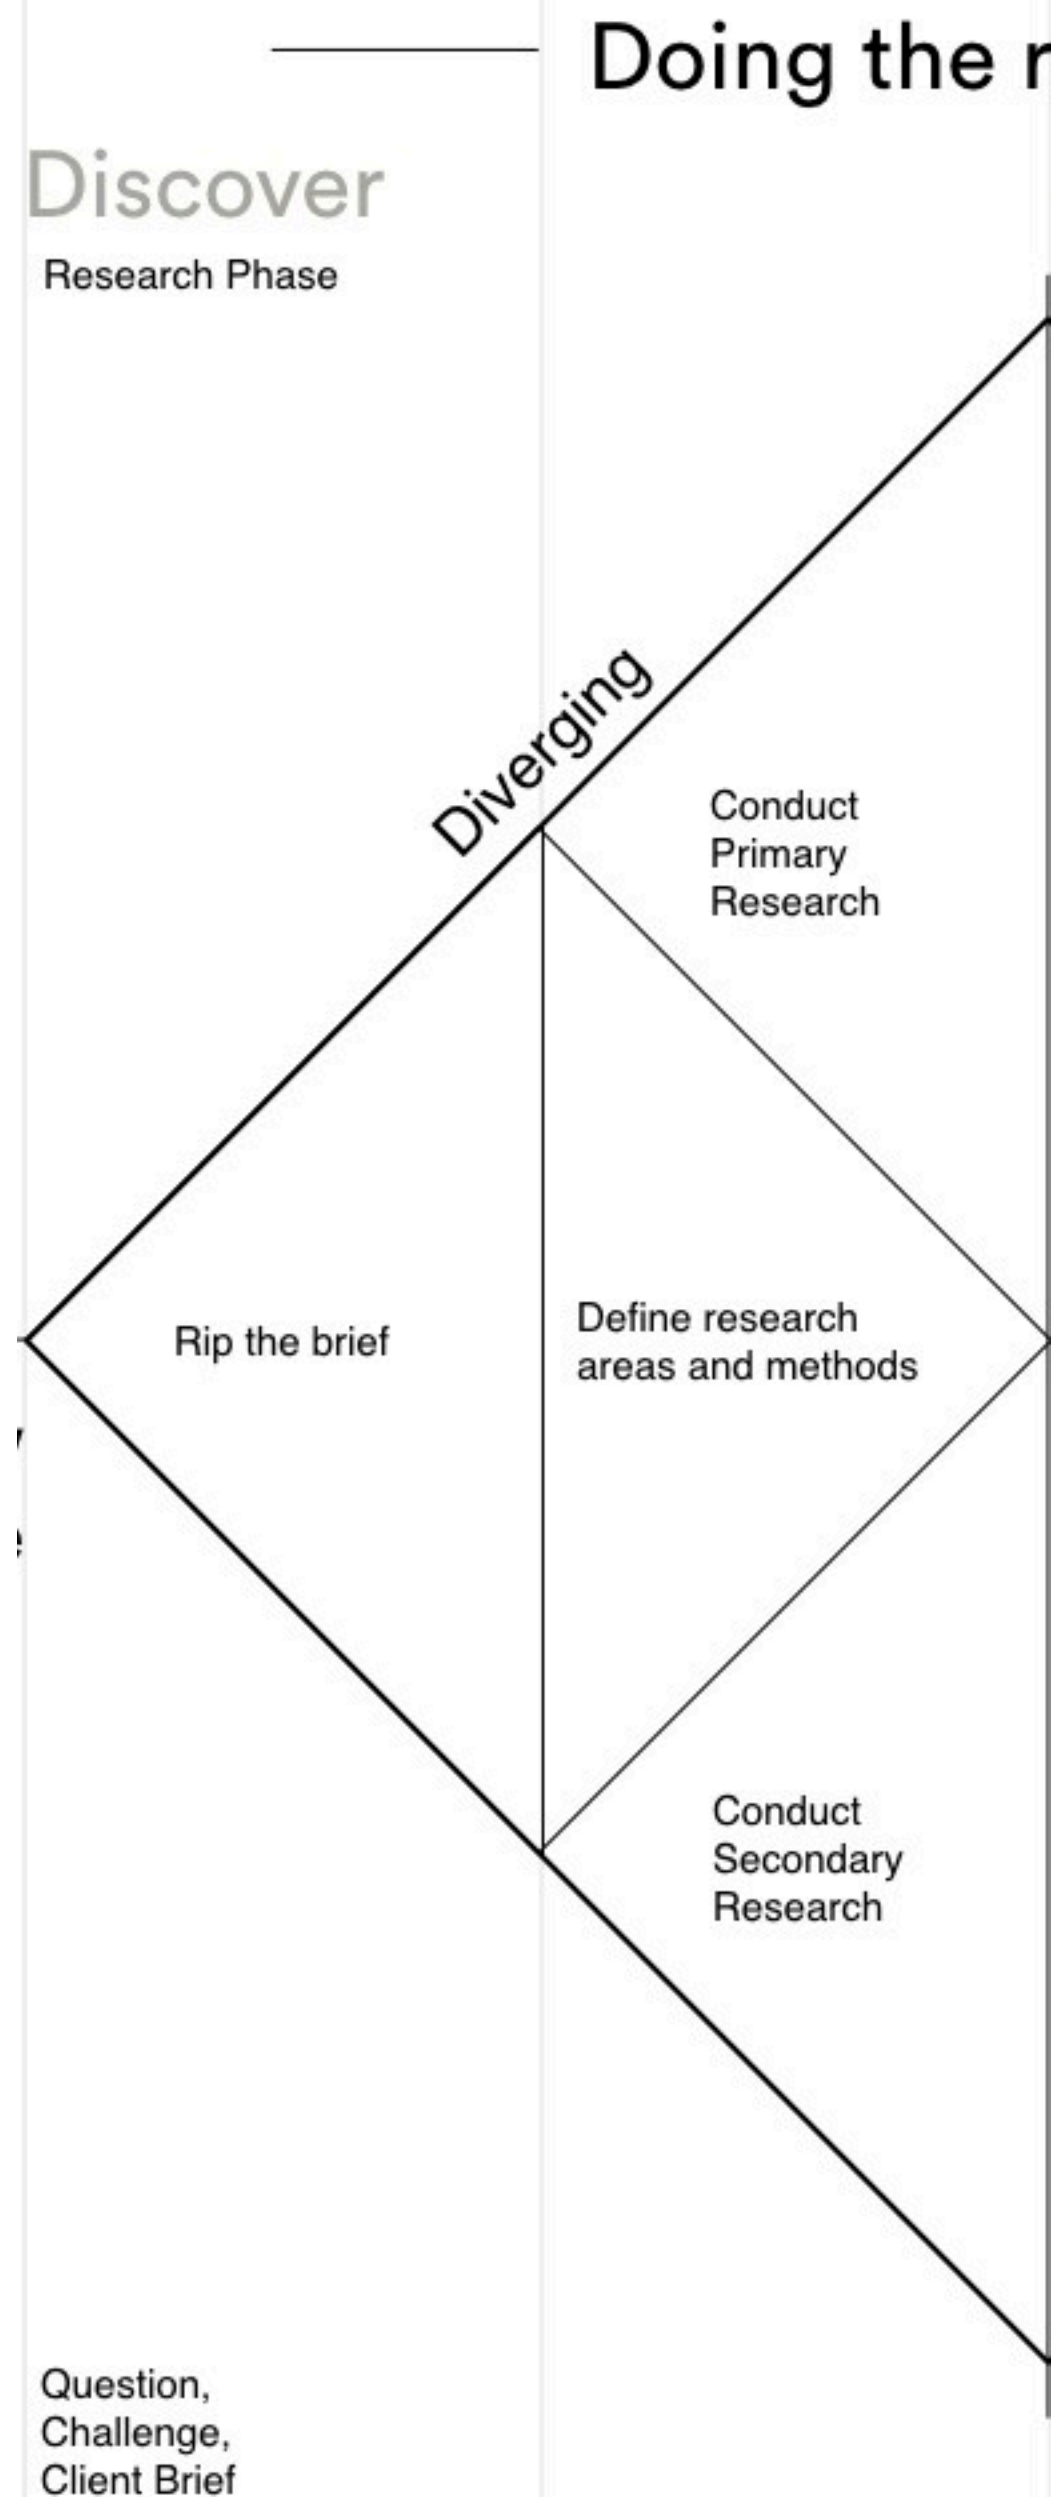 Doing the
Discover
Research Phase
Diverging
Conduct
Primary
Research
Rip the brief
Define research
areas and methods
Conduct
Secondary
Research
Question,
Challenge,
Client Brief